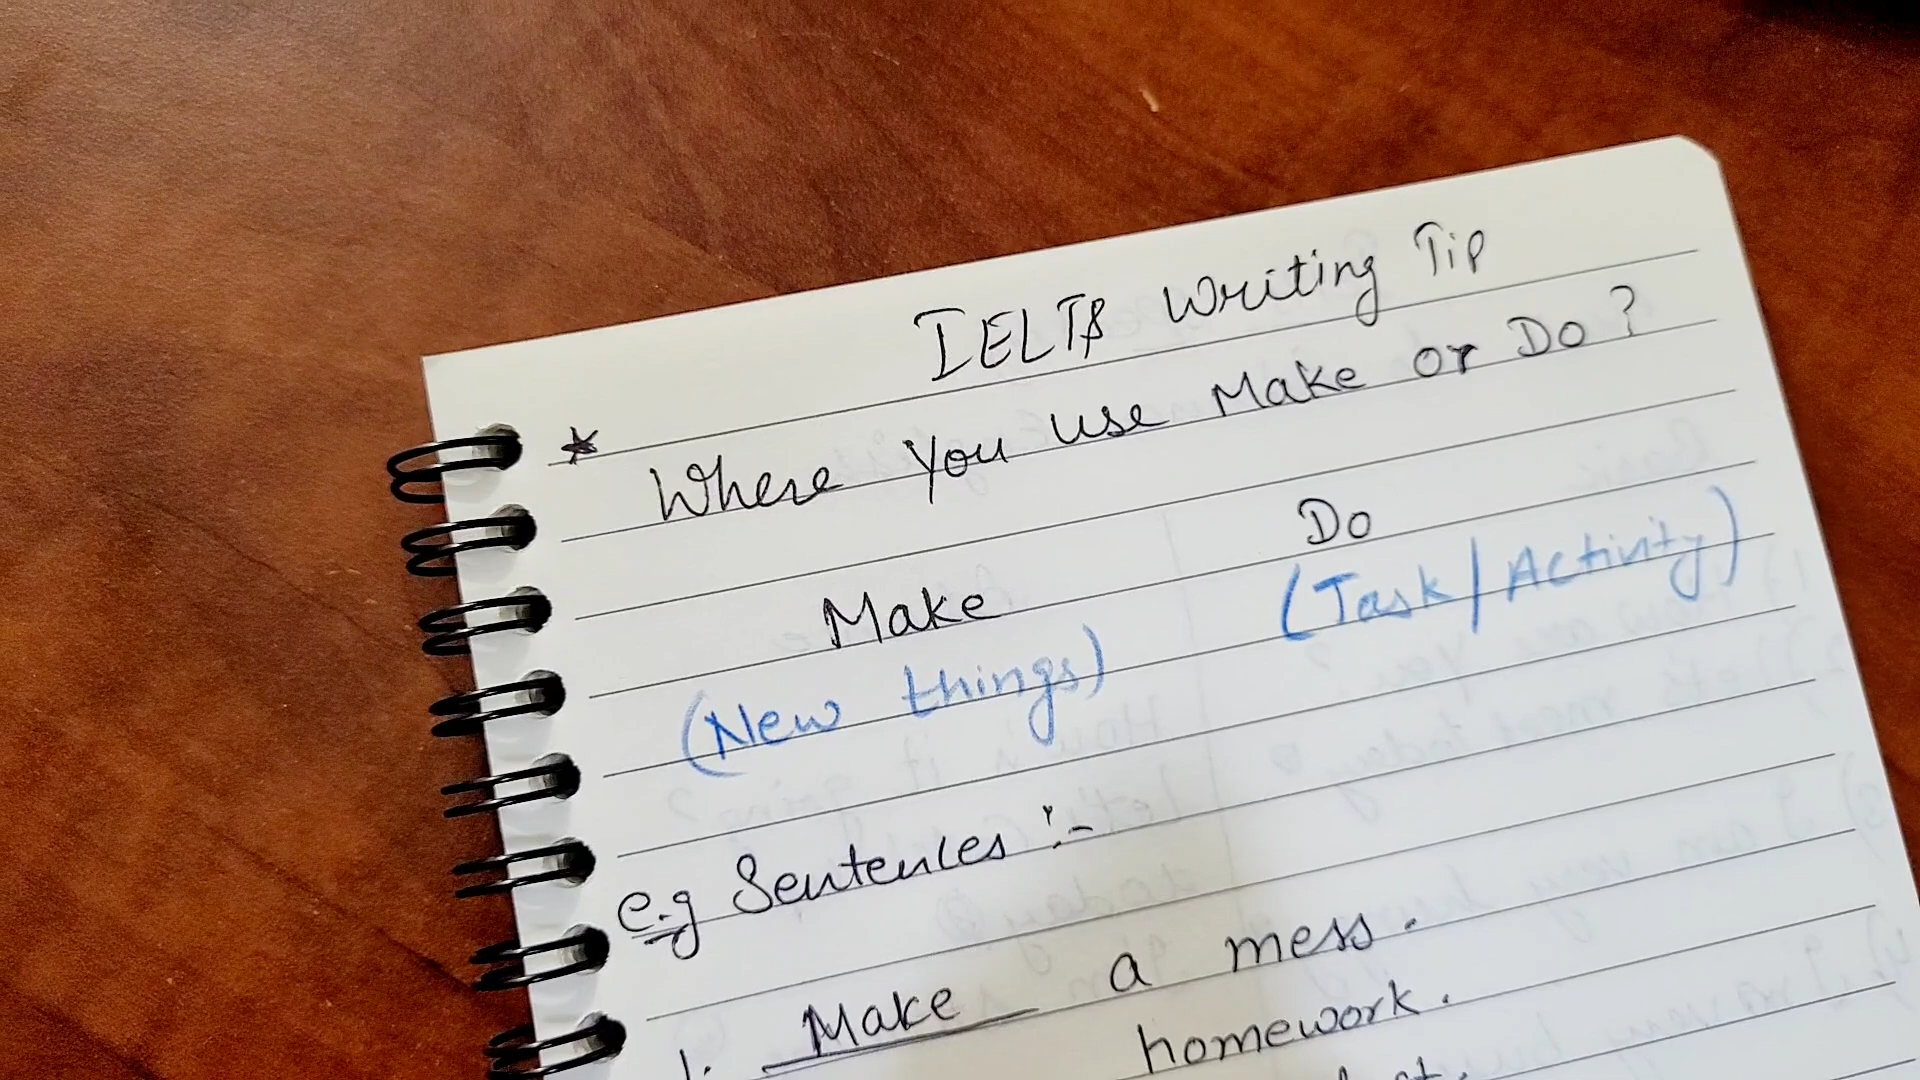 IELTS Writing Tip
* Where You use Make or Do?
Make Do
(New things) (Task/Activity)
e.g Sentences :-
1. Make a mess.
homework.